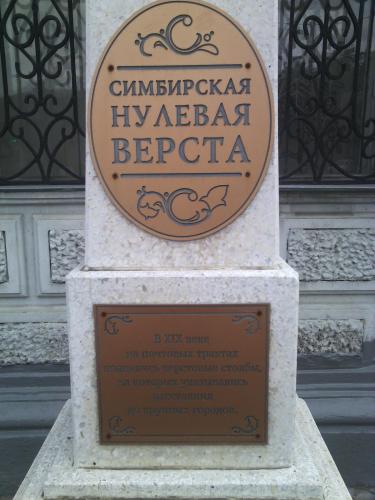 СИМБИРСКАЯ
НУЛЕВАЯ
ВЕРСТА
В XIX веке
на почтовых трактах
ставились верстовые столбы,
на которых указывались
расстояния
до крупных городов.